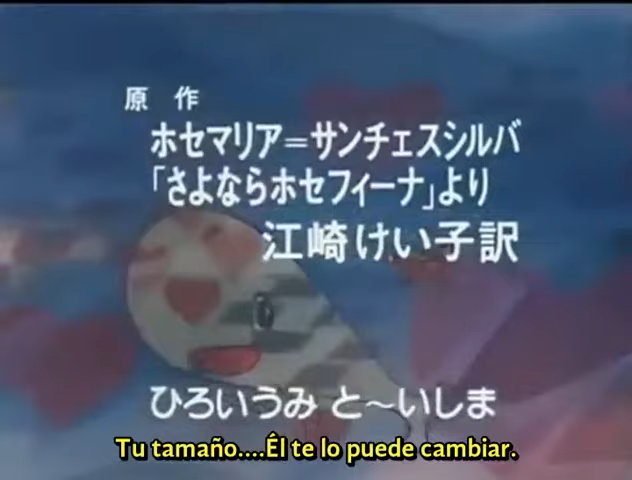 原 作
ホセマリア=サンチェスシルバ
「さよならホセフィーナ」より
江崎けい子訳
ひろいうみ と〜いしま
Tu tamaño....Él te lo puede cambiar.